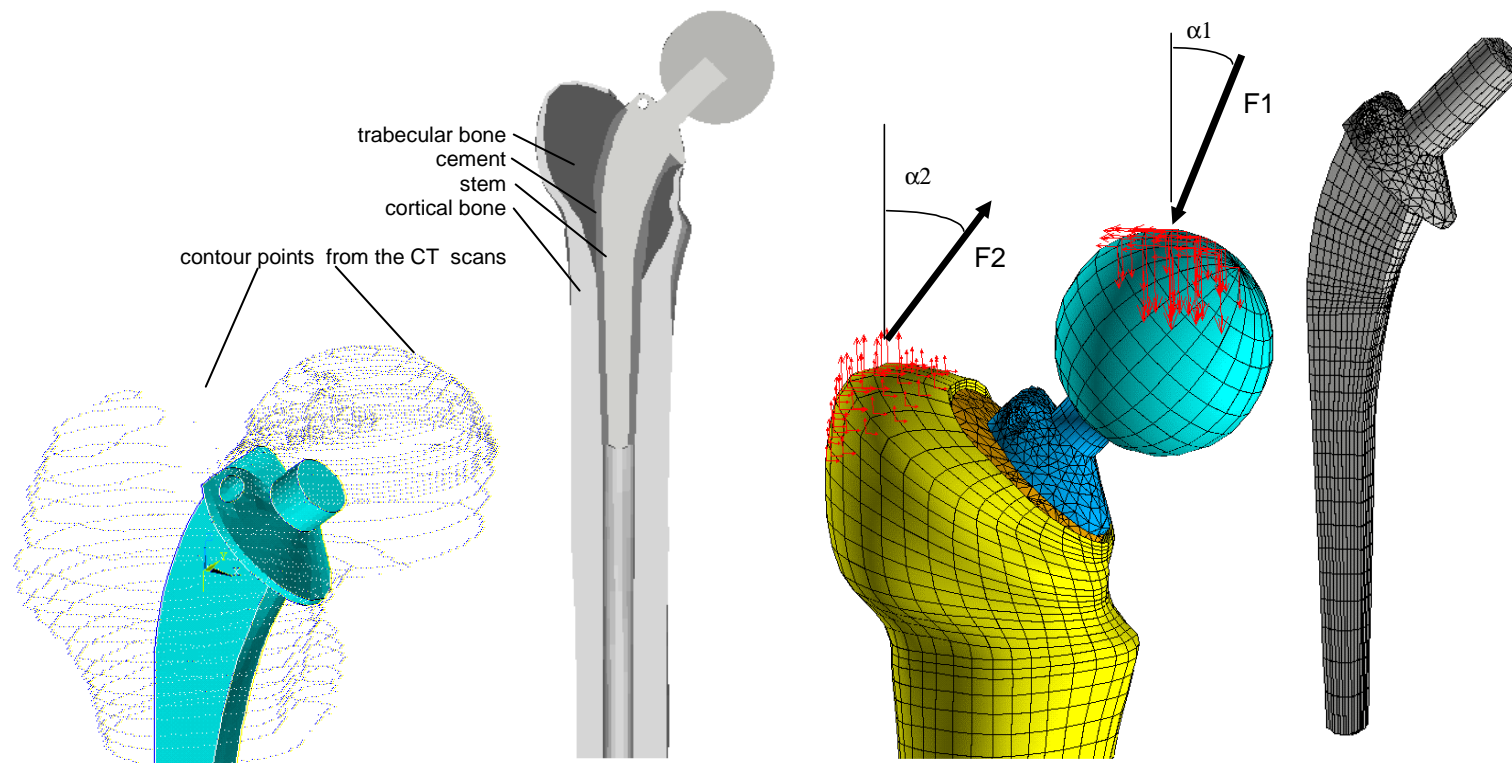 trabecular bone
cement
stem
cortical bone
contour points from the CT scans
α1
F1
α2
F2